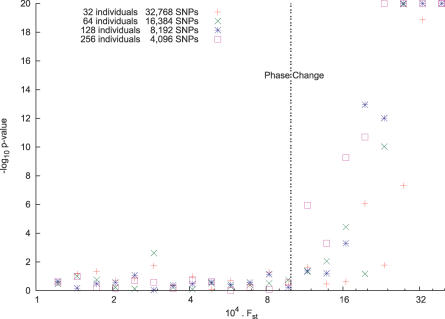 20
18
16
14
12
10
8
6
4
2
0
-log10 p-value
32 individuals 32,768 SNPs
64 individuals 16,384 SNPs
128 individuals 8,192 SNPs
256 individuals 4,096 SNPs
Phase Change
1 2 4 8 16 32
10^4 . Fst